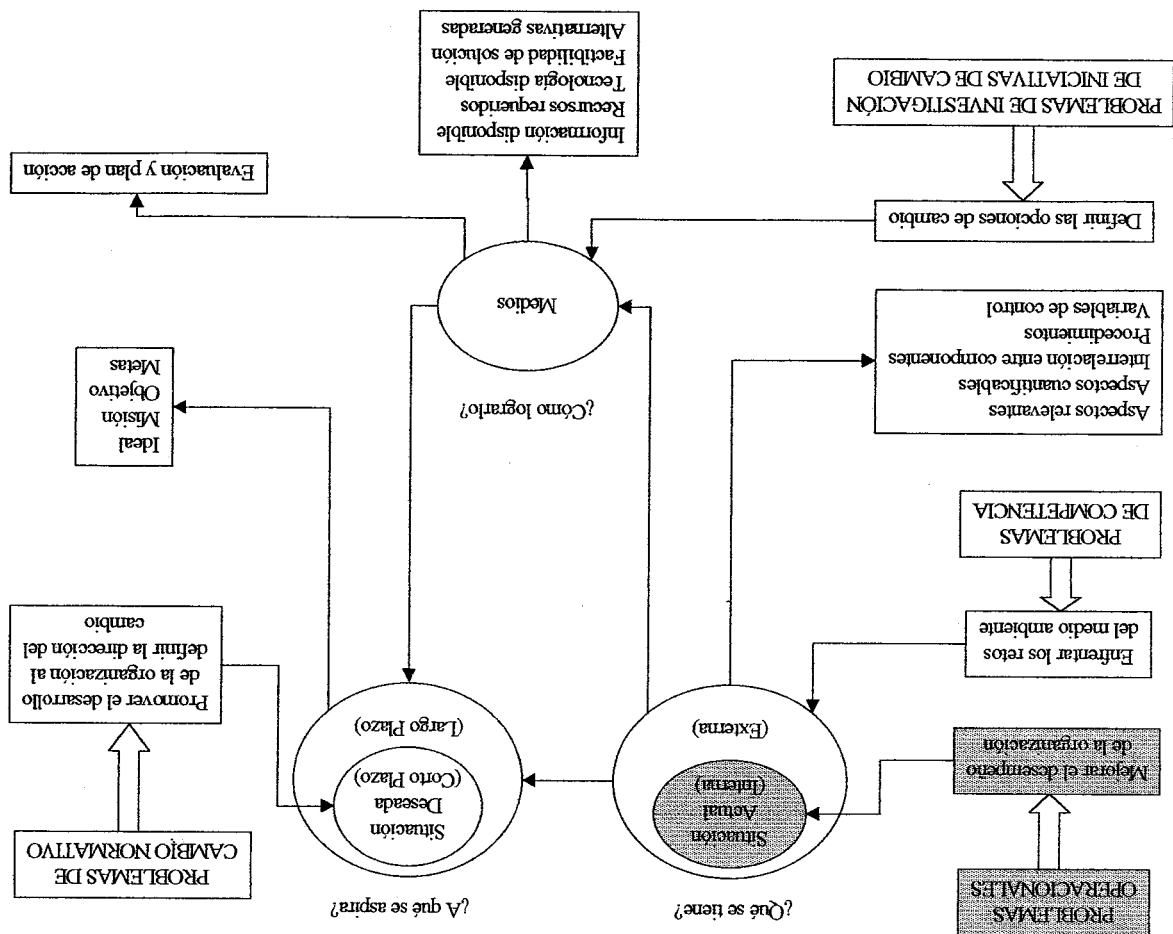 PROBLEMAS
OPERACIONALES
¿Qué se tiene?
¿A qué se aspira?
PROBLEMAS DE
CAMBIO NORMATIVO
Mejorar el desempeño
de la organización
Situación
Actual
(Interna)
(Externa)
Situación
Deseada
(Corto Plazo)
(Largo Plazo)
Promover el desarrollo
de la organización al
definir la dirección del
cambio
Enfrentar los retos
del medio ambiente
PROBLEMAS
DE COMPETENCIA
Aspectos relevantes
Aspectos cuantificables
Interrelación entre componentes
Procedimientos
Variables de control
¿Cómo lograrlo?
Medios
Ideal
Misión
Objetivo
Metas
Definir las opciones de cambio
PROBLEMAS DE INVESTIGACIÓN
DE INICIATIVAS DE CAMBIO
Información disponible
Recursos requeridos
Tecnología disponible
Factibilidad de solución
Alternativas generadas
Evaluación y plan de acción